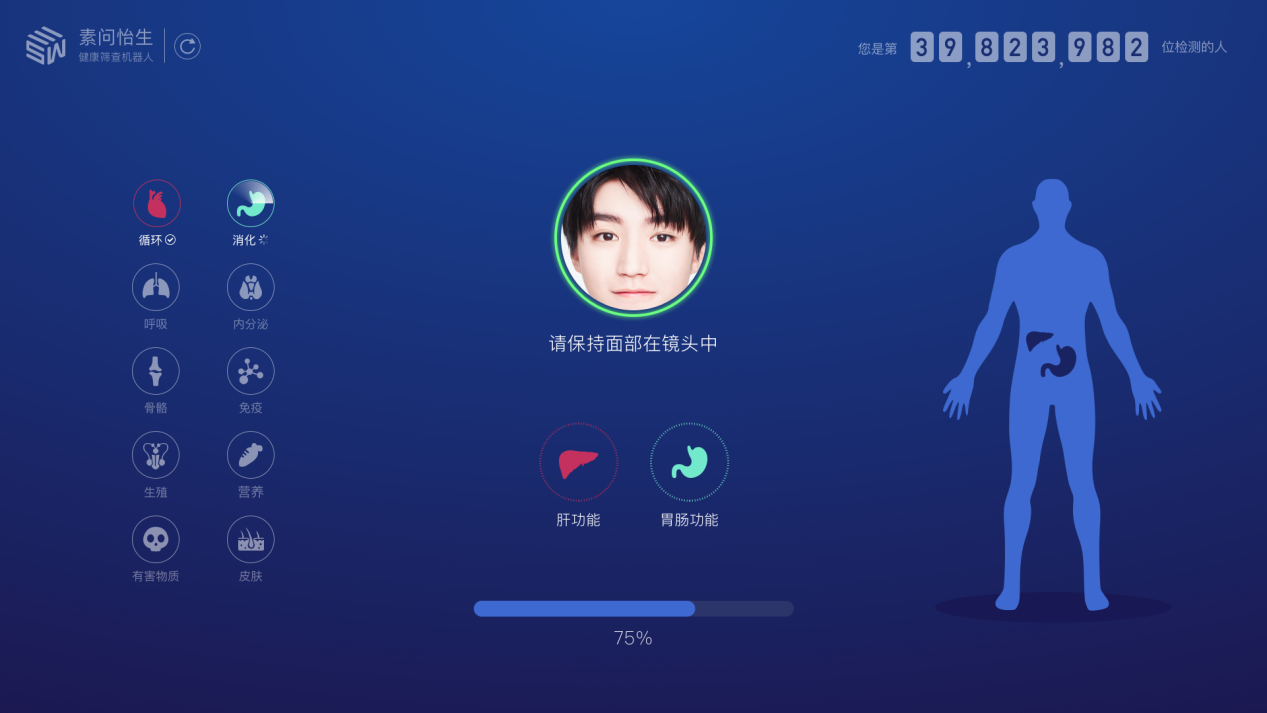 素问怡生
健康筛查机器人
您是第 39,823,982 位检测的人
循环
消化
呼吸
内分泌
骨骼
免疫
生殖
营养
有害物质
皮肤
请保持面部在镜头中
肝功能
胃肠功能
75%